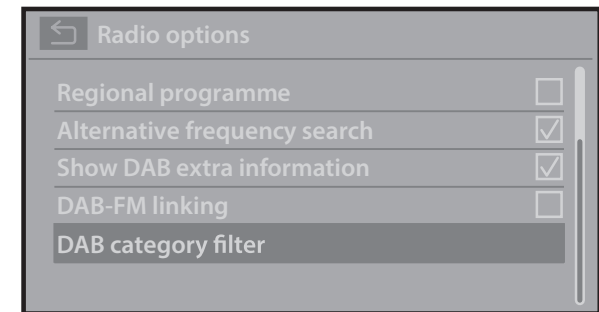 Radio options
Regional programme
Alternative frequency search
Show DAB extra information
DAB-FM linking
DAB category filter